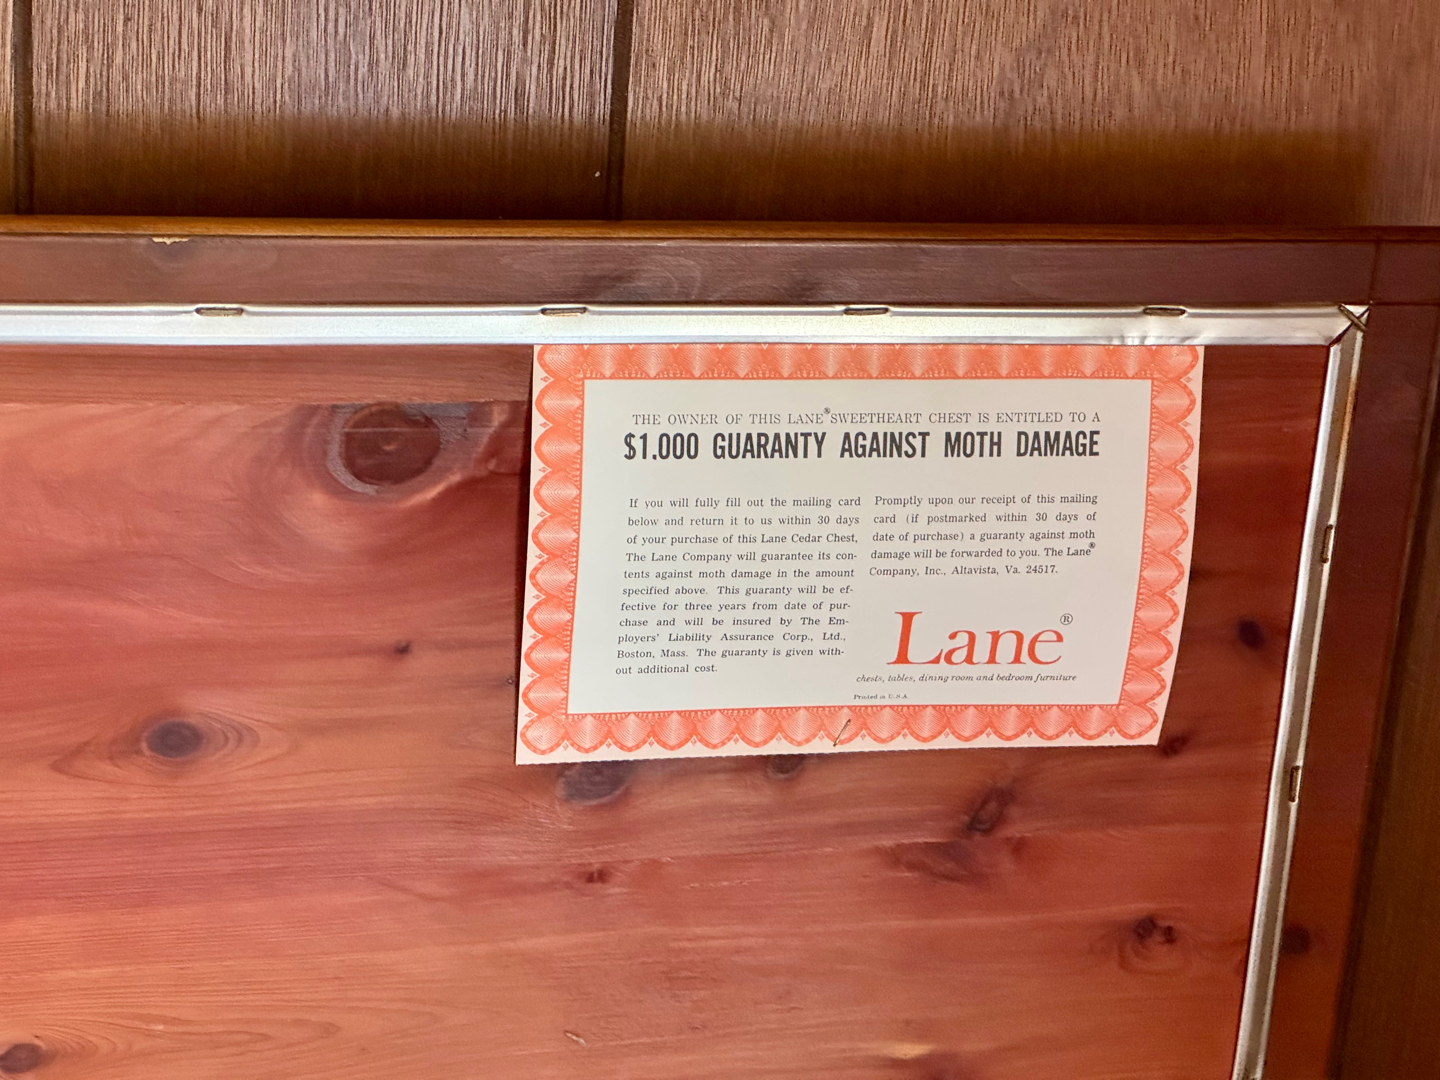 THE OWNER OF THIS LANE® SWEETHEART CHEST IS ENTITLED TO A
$1,000 GUARANTY AGAINST MOTH DAMAGE
If you will fully fill out the mailing card
below and return it to us within 30 days
of your purchase of this Lane Cedar Chest,
The Lane Company will guarantee its con-
tents against moth damage in the amount
specified above. This guaranty will be ef-
fective for three years from date of pur-
chase and will be insured by The Em-
ployers' Liability Assurance Corp., Ltd.,
Boston, Mass. The guaranty is given with-
out additional cost.
Promptly upon our receipt of this mailing
card (if postmarked within 30 days of
date of purchase) a guaranty against moth
damage will be forwarded to you. The Lane®
Company, Inc., Altavista, Va. 24517.
Lane®
chests, tables, dining room and bedroom furniture
Printed in U.S.A.